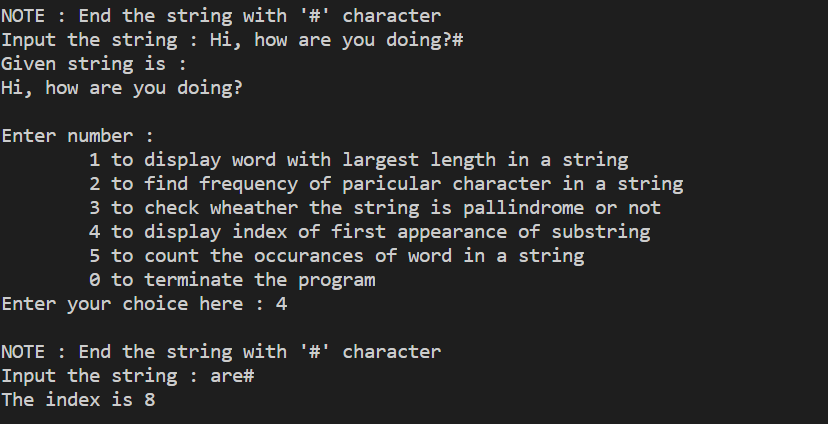 NOTE : End the string with '#' character
Input the string : Hi, how are you doing?#
Given string is :
Hi, how are you doing?
Enter number :
1 to display word with largest length in a string
2 to find frequency of paricular character in a string
3 to check wheather the string is pallindrome or not
4 to display index of first appearance of substring
5 to count the occurances of word in a string
0 to terminate the program
Enter your choice here : 4
NOTE : End the string with '#' character
Input the string : are#
The index is 8